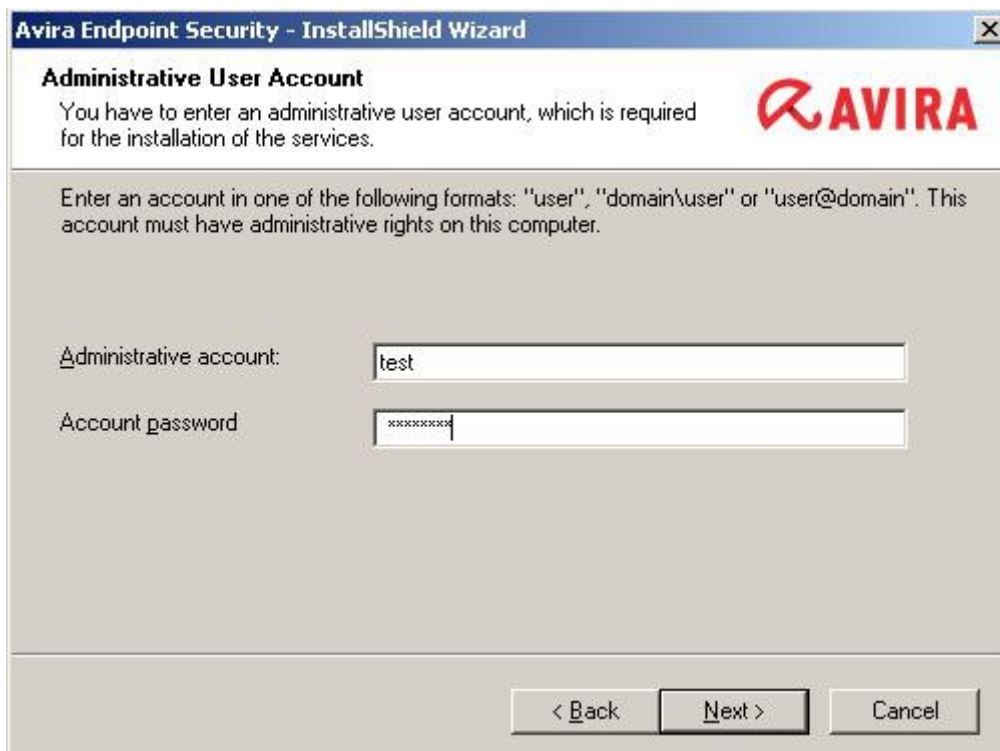 Avira Endpoint Security - InstallShield Wizard
Administrative User Account
You have to enter an administrative user account, which is required
for the installation of the services.
AVIRA
Enter an account in one of the following formats: "user", "domain\user" or "user@domain". This
account must have administrative rights on this computer.
Administrative account:
test
Account password
xxxxxxxx
< Back
Next >
Cancel